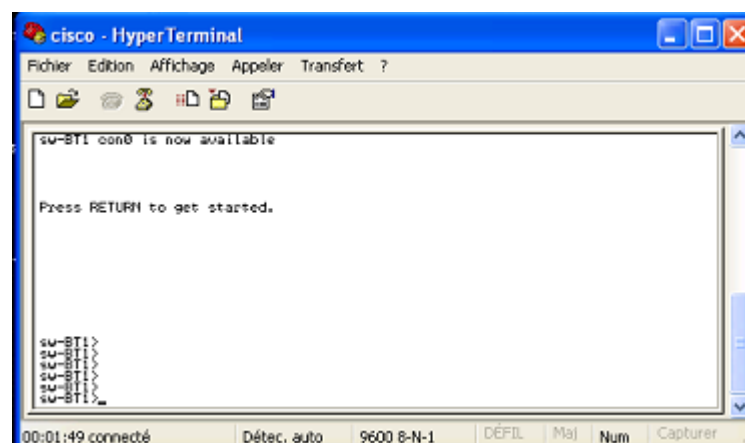 cisco - HyperTerminal
Fichier Edition Affichage Appeler Transfert ?
sw-BT1 con0 is now available
Press RETURN to get started.
sw-BT1>
sw-BT1>
sw-BT1>
sw-BT1>
sw-BT1>
sw-BT1>_
00:01:49 connecté Détec. auto 9600 8-N-1 DÉFIL Maj Num Capturer